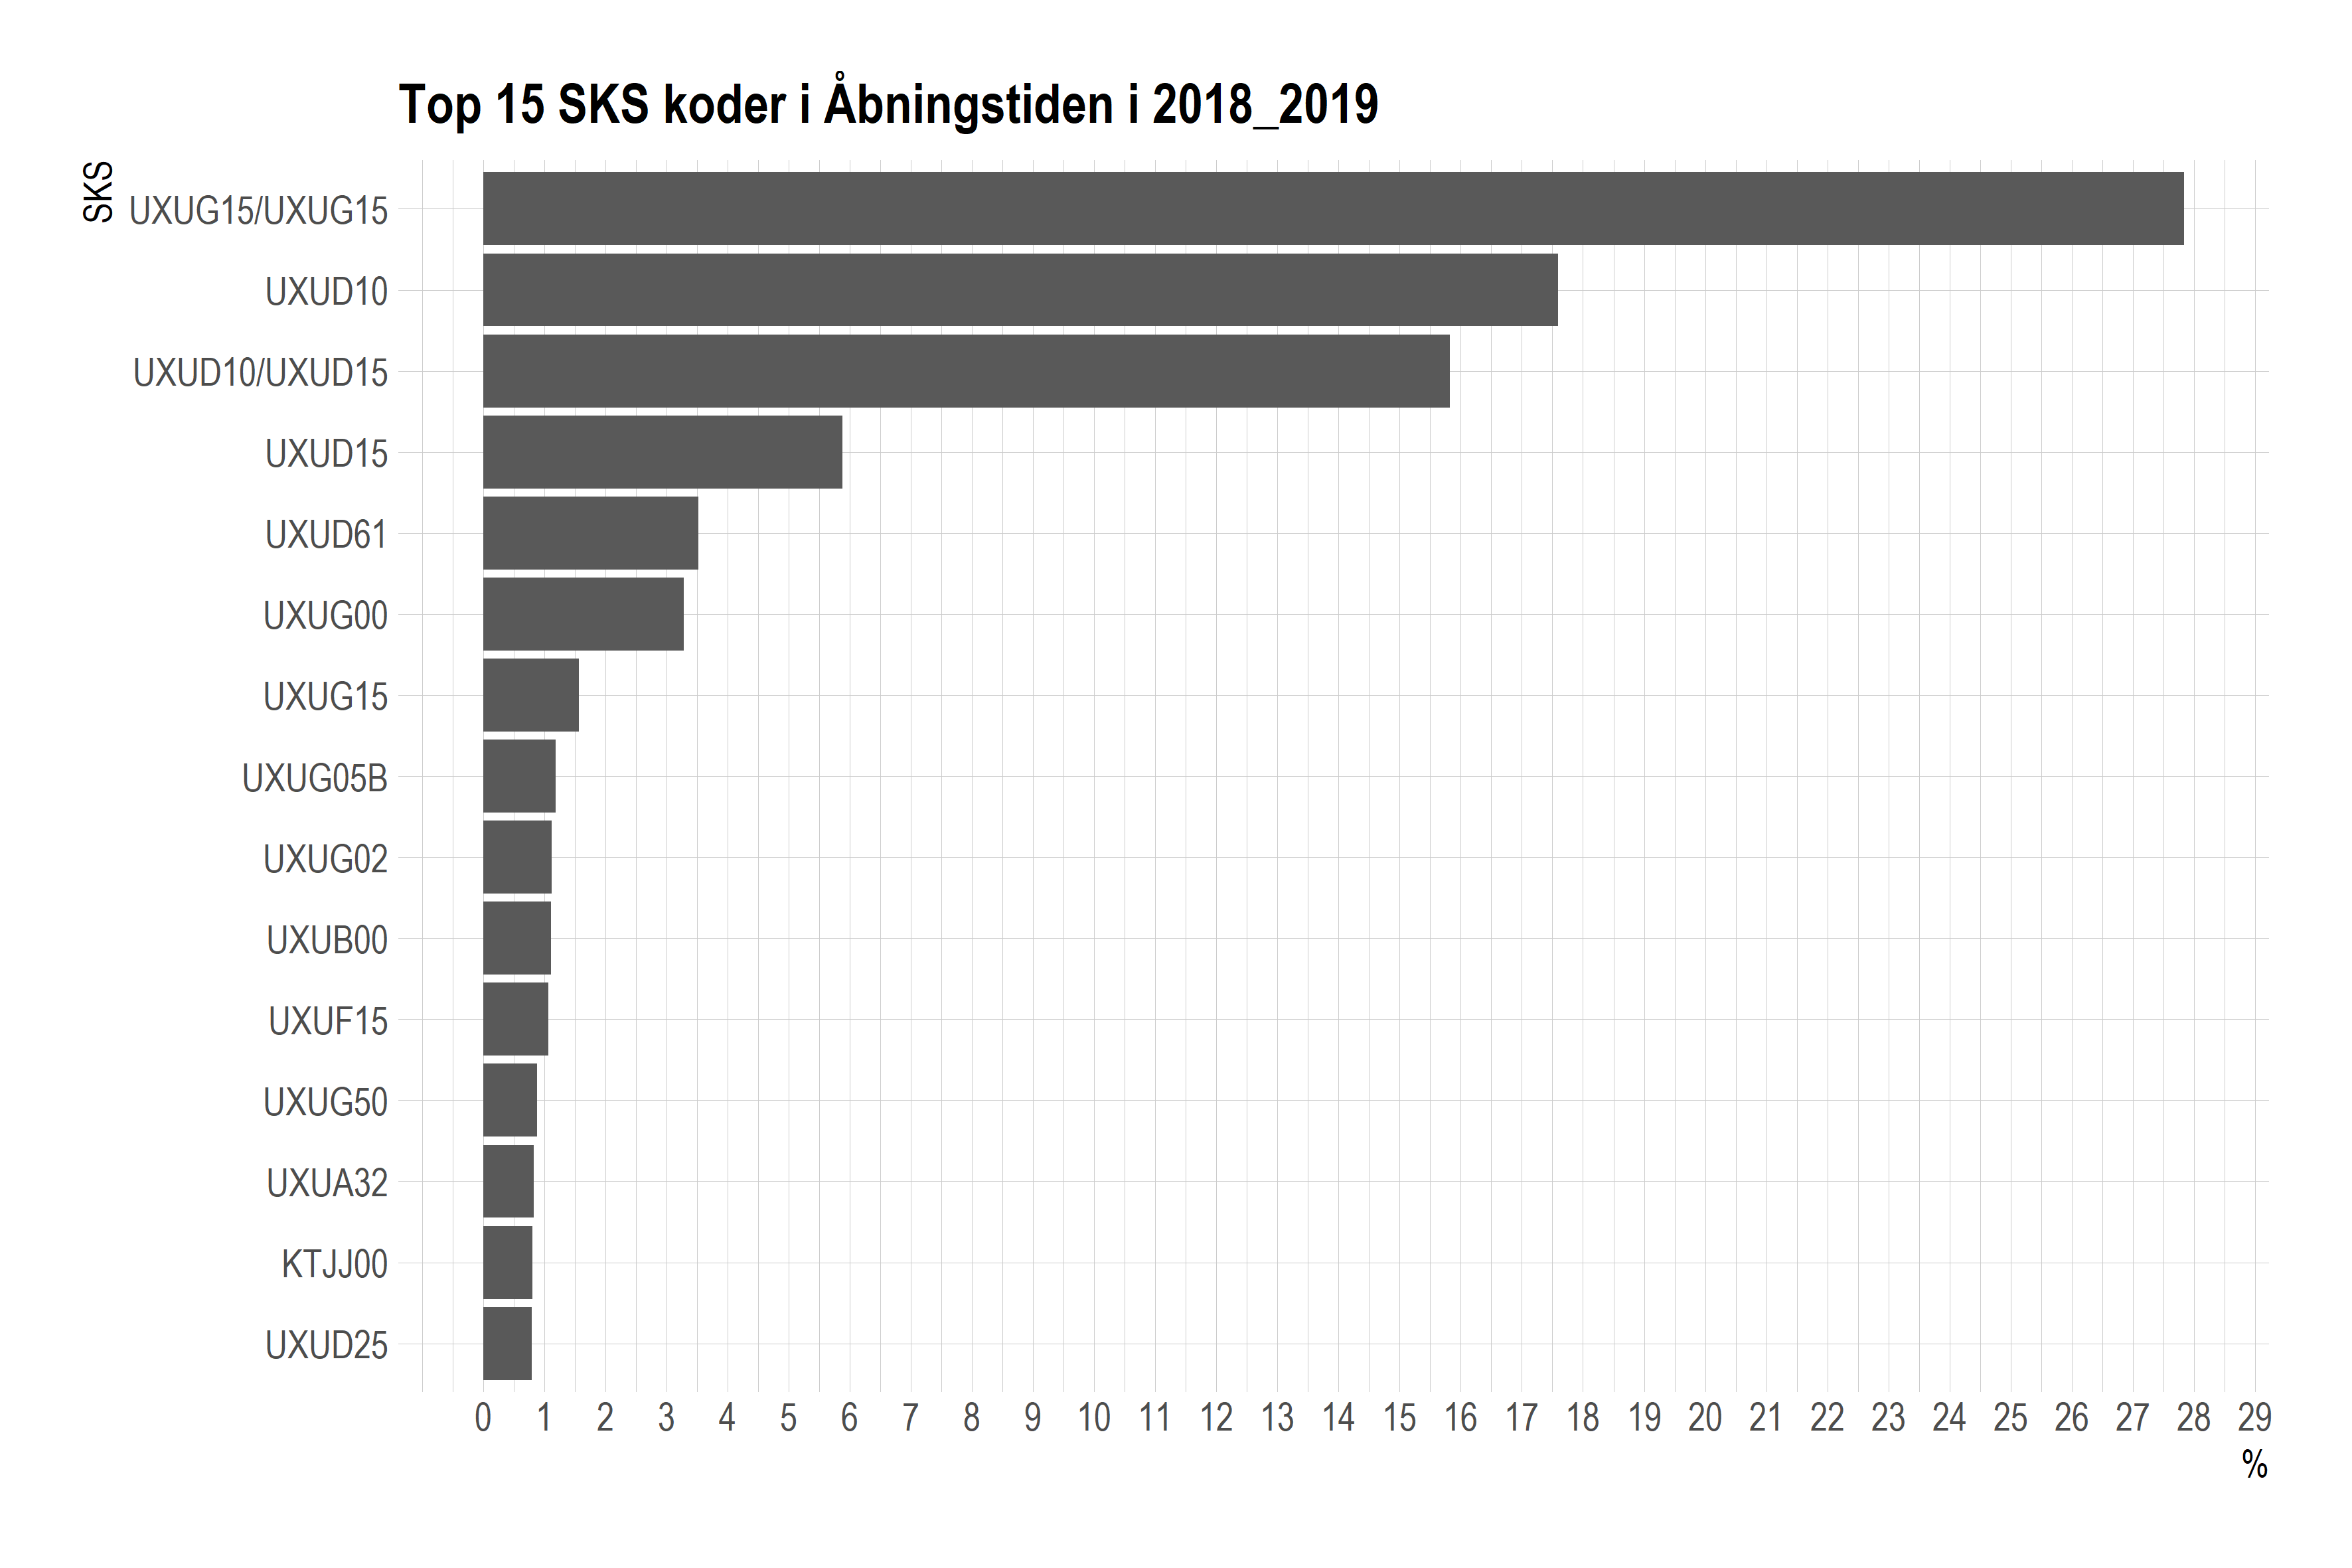 Top 15 SKS koder i Åbningstiden i 2018_2019
SKS
UXUG15/UXUG15
UXUD10
UXUD10/UXUD15
UXUD15
UXUD61
UXUG00
UXUG15
UXUG05B
UXUG02
UXUB00
UXUF15
UXUG50
UXUA32
KTJJ00
UXUD25
0 1 2 3 4 5 6 7 8 9 10 11 12 13 14 15 16 17 18 19 20 21 22 23 24 25 26 27 28 29
%